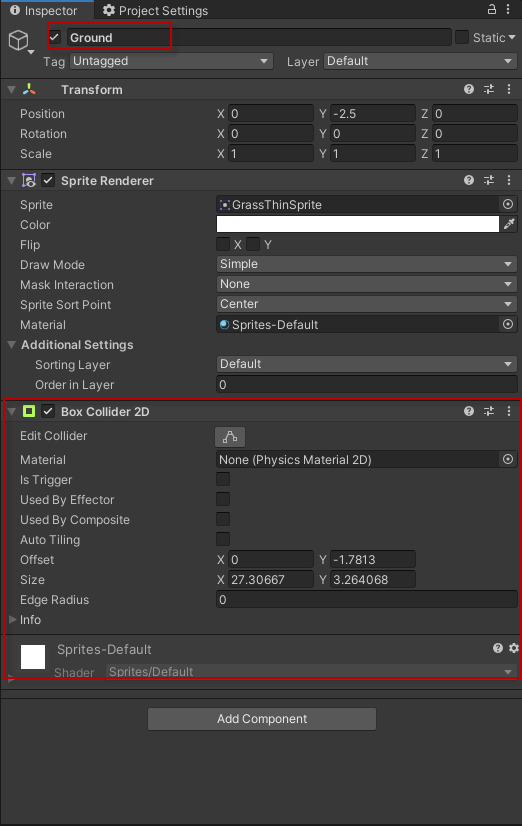 Inspector Project Settings
Ground Static
Tag Untagged Layer Default
Transform
Position X 0 Y -2.5 Z 0
Rotation X 0 Y 0 Z 0
Scale X 1 Y 1 Z 1
Sprite Renderer
Sprite GrassThinSprite
Color
Flip X Y
Draw Mode Simple
Mask Interaction None
Sprite Sort Point Center
Material Sprites-Default
Additional Settings
Sorting Layer Default
Order in Layer 0
Box Collider 2D
Edit Collider
Material None (Physics Material 2D)
Is Trigger
Used By Effector
Used By Composite
Auto Tiling
Offset X 0 Y -1.7813
Size X 27.30667 Y 3.264068
Edge Radius 0
Info
Sprites-Default
Shader Sprites/Default
Add Component